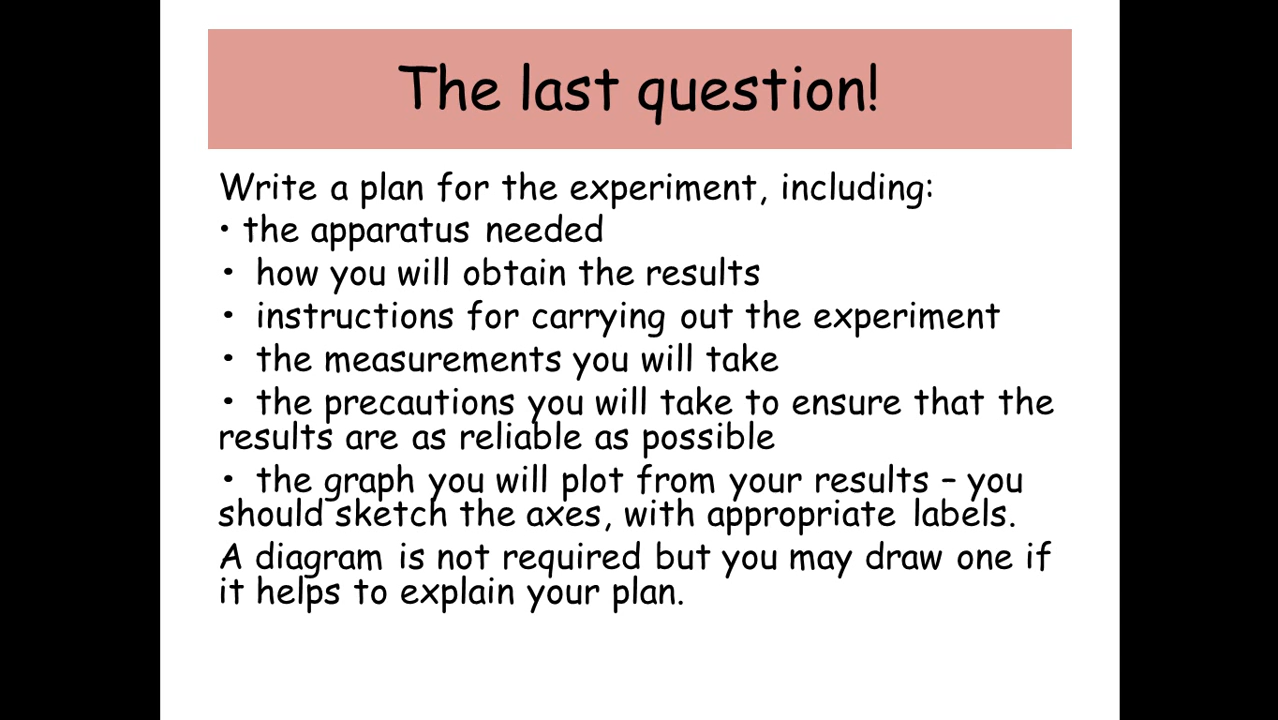 The last question!
Write a plan for the experiment, including:
• the apparatus needed
• how you will obtain the results
• instructions for carrying out the experiment
• the measurements you will take
• the precautions you will take to ensure that the
results are as reliable as possible
• the graph you will plot from your results – you
should sketch the axes, with appropriate labels.
A diagram is not required but you may draw one if
it helps to explain your plan.